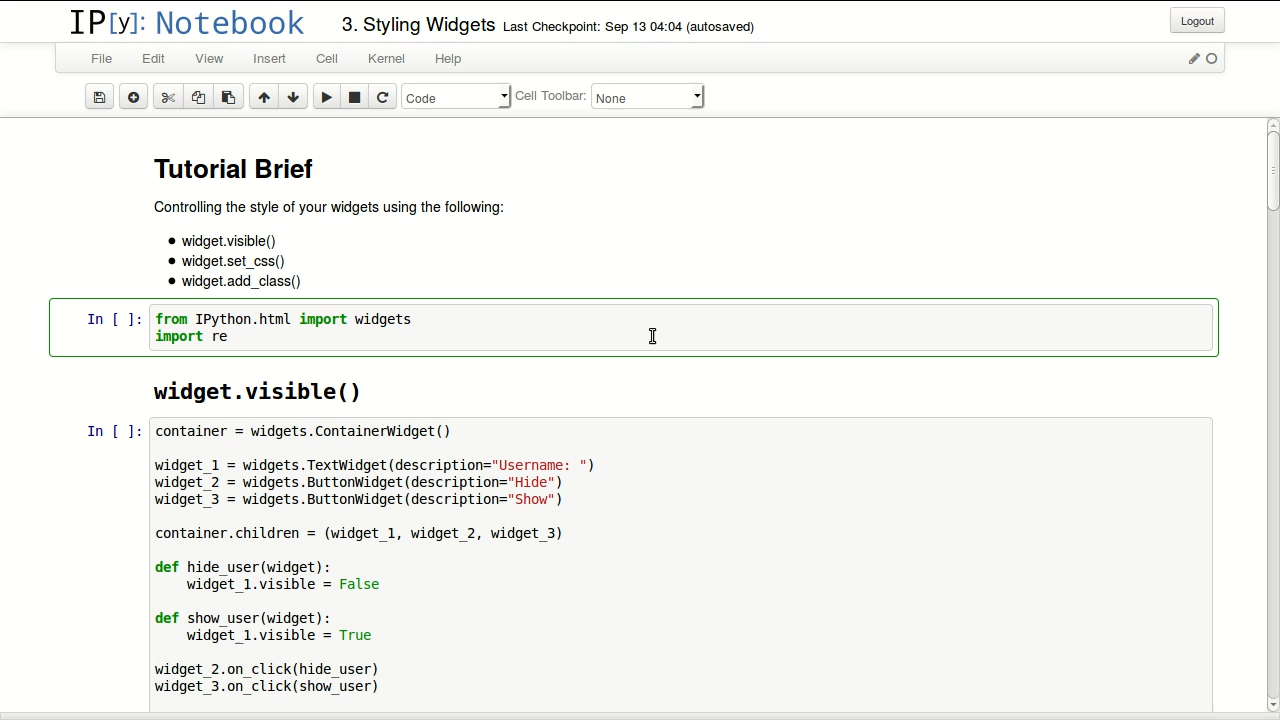 IP[y]: Notebook
3. Styling Widgets Last Checkpoint: Sep 13 04:04 (autosaved)
Logout
File Edit View Insert Cell Kernel Help
Code Cell Toolbar: None
Tutorial Brief
Controlling the style of your widgets using the following:
● widget.visible()
● widget.set_css()
● widget.add_class()
In [ ]: from IPython.html import widgets
import re
widget.visible()
In [ ]: container = widgets.ContainerWidget()
widget_1 = widgets.TextWidget(description="Username: ")
widget_2 = widgets.ButtonWidget(description="Hide")
widget_3 = widgets.ButtonWidget(description="Show")
container.children = (widget_1, widget_2, widget_3)
def hide_user(widget):
    widget_1.visible = False
def show_user(widget):
    widget_1.visible = True
widget_2.on_click(hide_user)
widget_3.on_click(show_user)